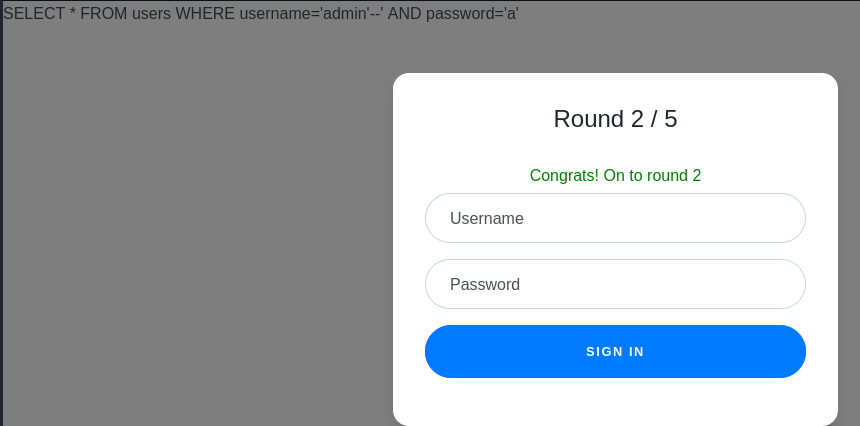 SELECT * FROM users WHERE username='admin'--' AND password='a'
Round 2 / 5
Congrats! On to round 2
Username
Password
SIGN IN